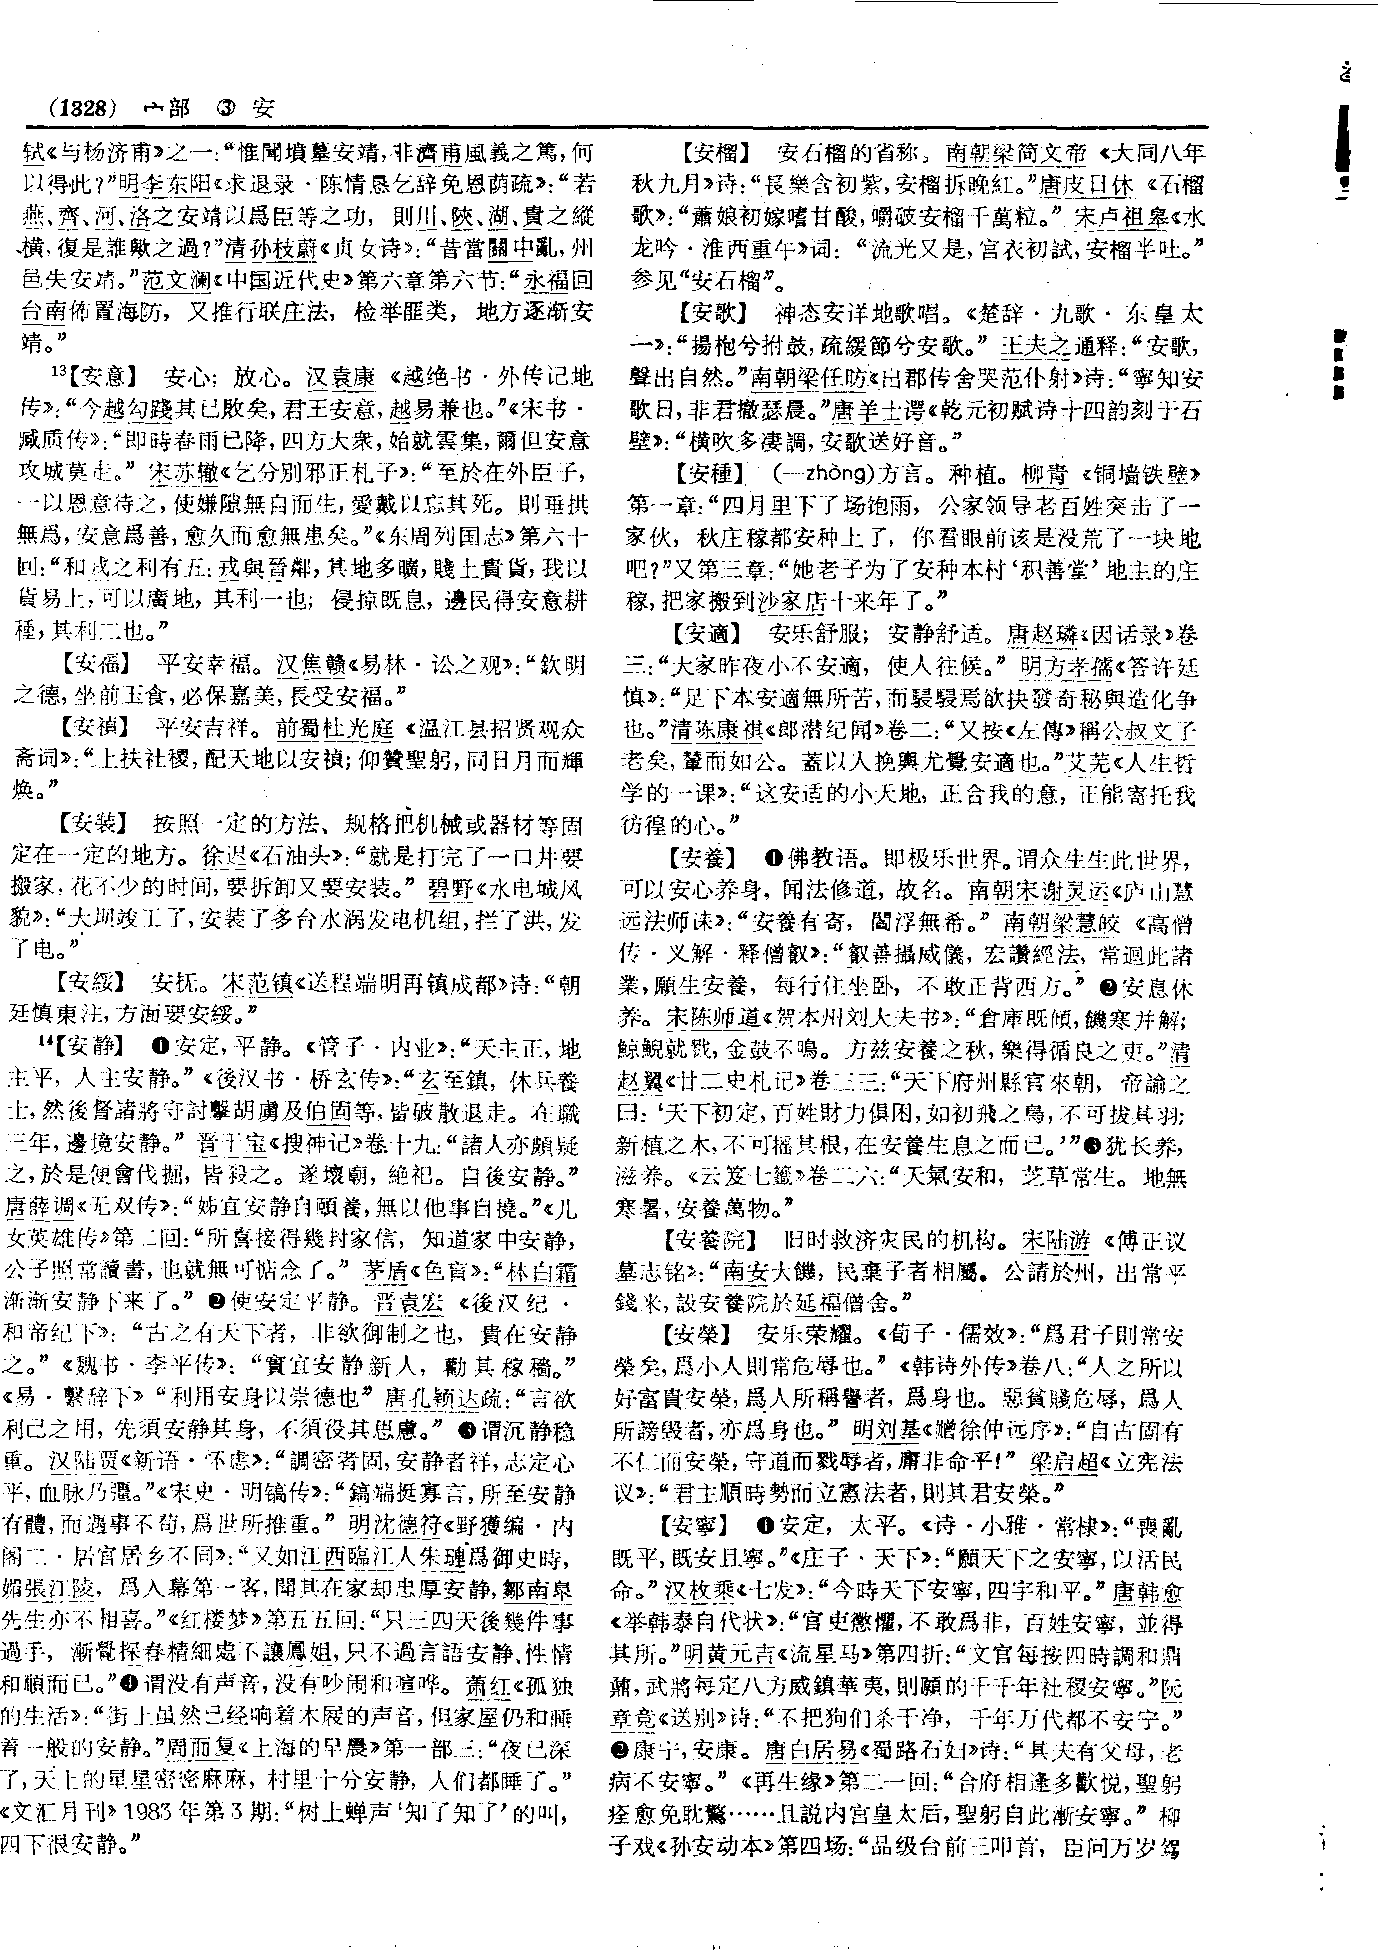 (1328) 宀部 ③ 安
轼《与杨济甫》之一:“惟聞墳墓安靖,非濟甫風義之篤,何
以得此?”明李东阳《求退录·陈情恳乞辞免恩荫疏》:“若
燕、齊、河、洛之安靖以爲臣等之功, 則川、陝、湖、貴之縱
橫,復是誰歟之過?”清孙枝蔚《贞女诗》:“昔當關中亂,州
邑失安靖。”范文澜《中国近代史》第六章第六节:“永福回
台南佈置海防, 又推行联庄法, 检举匪类, 地方逐渐安
靖。”
13【安意】 安心; 放心。汉袁康《越绝书·外传记地
传》:“今越勾踐其已敗矣,君王安意,越易兼也。”《宋书·
臧质传》:“即時春雨已降,四方大衆,始就雲集,爾但安意
攻城莫走。” 宋苏辙《乞分别邪正札子》:“至於在外臣子,
一以恩意待之,使嫌隙無自而生,愛戴以忘其死。則垂拱
無爲,安意爲善,愈久而愈無患矣。”《东周列国志》第六十
回:“和戎之利有五:戎與晉鄰,其地多曠,賤土貴貨,我以
貨易土,可以廣地, 其利一也; 侵掠既息, 邊民得安意耕
種,其利二也。”
【安福】 平安幸福。汉焦赣《易林·讼之观》:“欽明
之德,坐前玉食,必保嘉美,長受安福。”
【安禎】 平安吉祥。前蜀杜光庭《温江县招贤观众
斋词》:“上扶社稷,配天地以安禎;仰贊聖躬,同日月而輝
煥。”
【安裝】 按照一定的方法、规格把机械或器材等固
定在一定的地方。徐迟《石油头》:“就是打完了一口井要
搬家,花不少的时间,要拆卸又要安装。” 碧野《水电城风
貌》:“大坝竣工了,安装了多台水涡发电机组,拦了洪,发
了电。”
【安綏】 安抚。宋范镇《送程端明再镇成都》诗:“朝
廷慎東注,方面要安綏。”
14【安静】 ❶安定,平静。《管子·内业》:“天主正,地
主平, 人主安静。”《後汉书·桥玄传》:“玄至鎮, 休兵養
士,然後督諸將守討擊胡虜及伯固等,皆破散退走。在職
三年,邊境安静。” 晋干宝《搜神记》卷十九:“諸人亦頗疑
之,於是便會伐掘, 皆殺之。遂壞廟,絶祀。自後安静。”
唐薛调《无双传》:“姊宜安静自頤養,無以他事自撓。”《儿
女英雄传》第二回:“所喜接得幾封家信, 知道家中安静,
公子照常讀書,也就無可惦念了。” 茅盾《色盲》:“林白霜
渐渐安静下来了。” ❷使安定平静。晋袁宏《後汉纪·
和帝纪下》: “古之有天下者, 非欲御制之也, 貴在安静
之。”《魏书·李平传》: “實宜安静新人, 勸其稼穡。”
《易·繫辞下》“利用安身以崇德也” 唐孔颖达疏:“言欲
利己之用, 先須安静其身, 不須役其思慮。” ❸谓沉静稳
重。汉陆贾《新语·怀虑》:“調密者固,安静者祥,志定心
平,血脉乃彊。”《宋史·明镐传》:“鎬端挺寡言,所至安静
有體,而遇事不苟,爲世所推重。” 明沈德符《野獲编·内
阁二·居官居乡不同》:“又如江西臨江人朱璉爲御史時,
媚張江陵, 爲入幕第一客,聞其在家却忠厚安静,鄒南臯
先生亦不相喜。”《红楼梦》第五五回:“只三四天後幾件事
過手, 漸覺探春精細處不讓鳳姐,只不過言語安静、性情
和順而已。”❹谓没有声音,没有吵闹和喧哗。萧红《孤独
的生活》:“街上虽然已经响着木屐的声音,但家屋仍和睡
着一般的安静。”周而复《上海的早晨》第一部三:“夜已深
了,天上的星星密密麻麻, 村里十分安静, 人们都睡了。”
《文汇月刊》1983年第3期:“树上蝉声‘知了知了’的叫,
四下很安静。”
【安榴】 安石榴的省称。南朝梁简文帝《大同八年
秋九月》诗:“長樂含初紫,安榴拆晚紅。”唐皮日休《石榴
歌》:“蕭娘初嫁嗜甘酸,嚼破安榴千萬粒。” 宋卢祖皋《水
龙吟·淮西重午》词: “流光又是,宫衣初試,安榴半吐。”
参见“安石榴”。
【安歌】 神态安详地歌唱。《楚辞·九歌·东皇太
一》:“揚枹兮拊鼓,疏緩節兮安歌。” 王夫之通释:“安歌,
聲出自然。”南朝梁任昉《出郡传舍哭范仆射》诗:“寧知安
歌日,非君撤瑟晨。”唐羊士谔《乾元初赋诗十四韵刻于石
壁》:“横吹多凄調,安歌送好音。”
【安種】 (—zhòng)方言。种植。柳青《铜墙铁壁》
第一章:“四月里下了场饱雨, 公家领导老百姓突击了一
家伙, 秋庄稼都安种上了, 你看眼前该是没荒了一块地
吧?”又第三章:“她老子为了安种本村‘积善堂’地主的庄
稼,把家搬到沙家店十来年了。”
【安適】 安乐舒服; 安静舒适。唐赵璘《因话录》卷
三:“大家昨夜小不安適, 使人往候。” 明方孝孺《答许廷
慎》:“足下本安適無所苦,而駸駸焉欲抉發奇秘與造化争
也。”清陈康祺《郎潜纪闻》卷二:“又按《左傳》稱公叔文子
老矣,輦而如公。蓋以人挽輿尤覺安適也。”艾芜《人生哲
学的一课》:“这安适的小天地, 正合我的意, 正能寄托我
彷徨的心。”
【安養】 ❶佛教语。即极乐世界。谓众生生此世界,
可以安心养身, 闻法修道, 故名。南朝宋谢灵运《庐山慧
远法师诔》:“安養有寄, 閻浮無希。” 南朝梁慧皎《高僧
传·义解·释僧叡》:“叡善攝威儀, 宏讚經法, 常迴此諸
業,願生安養, 每行住坐卧, 不敢正背西方。” ❷安息休
养。宋陈师道《贺本州刘大夫书》:“倉庫既傾,饑寒并解;
鯨鯢就戮,金鼓不鳴。方兹安養之秋,樂得循良之吏。”清
赵翼《廿二史札记》卷三三:“天下府州縣官來朝, 帝諭之
曰: ‘天下初定,百姓財力俱困,如初飛之鳥,不可拔其羽;
新植之木,不可摇其根,在安養生息之而已。’”❸犹长养,
滋养。《云笈七籤》卷二六:“天氣安和, 芝草常生。地無
寒暑,安養萬物。”
【安養院】 旧时救济灾民的机构。宋陆游《傅正议
墓志铭》:“南安大饑, 民棄子者相屬。公請於州, 出常平
錢米,設安養院於延福僧舍。”
【安榮】 安乐荣耀。《荀子·儒效》:“爲君子則常安
榮矣,爲小人則常危辱也。”《韩诗外传》卷八:“人之所以
好富貴安榮,爲人所稱譽者, 爲身也。惡貧賤危辱, 爲人
所謗毁者,亦爲身也。” 明刘基《赠徐仲远序》:“自古固有
不仁而安榮,守道而戮辱者,庸非命乎!” 梁启超《立宪法
议》:“君主順時勢而立憲法者,則其君安榮。”
【安寧】 ❶安定, 太平。《诗·小雅·常棣》:“喪亂
既平,既安且寧。”《庄子·天下》:“願天下之安寧,以活民
命。”汉枚乘《七发》:“今時天下安寧,四宇和平。” 唐韩愈
《举韩泰自代状》:“官吏懲懼,不敢爲非, 百姓安寧, 並得
其所。”明黄元吉《流星马》第四折:“文官每按四時調和鼎
鼐,武將每定八方威鎮華夷,則願的千千年社稷安寧。”阮
章竞《送别》诗:“不把狗们杀干净, 千年万代都不安宁。”
❷康宁,安康。唐白居易《蜀路石妇》诗:“其夫有父母,老
病不安寧。”《再生缘》第二一回:“合府相逢多歡悦,聖躬
痊愈免耽驚……且説内宫皇太后,聖躬自此漸安寧。” 柳
子戏《孙安动本》第四场:“品级台前三叩首, 臣问万岁驾